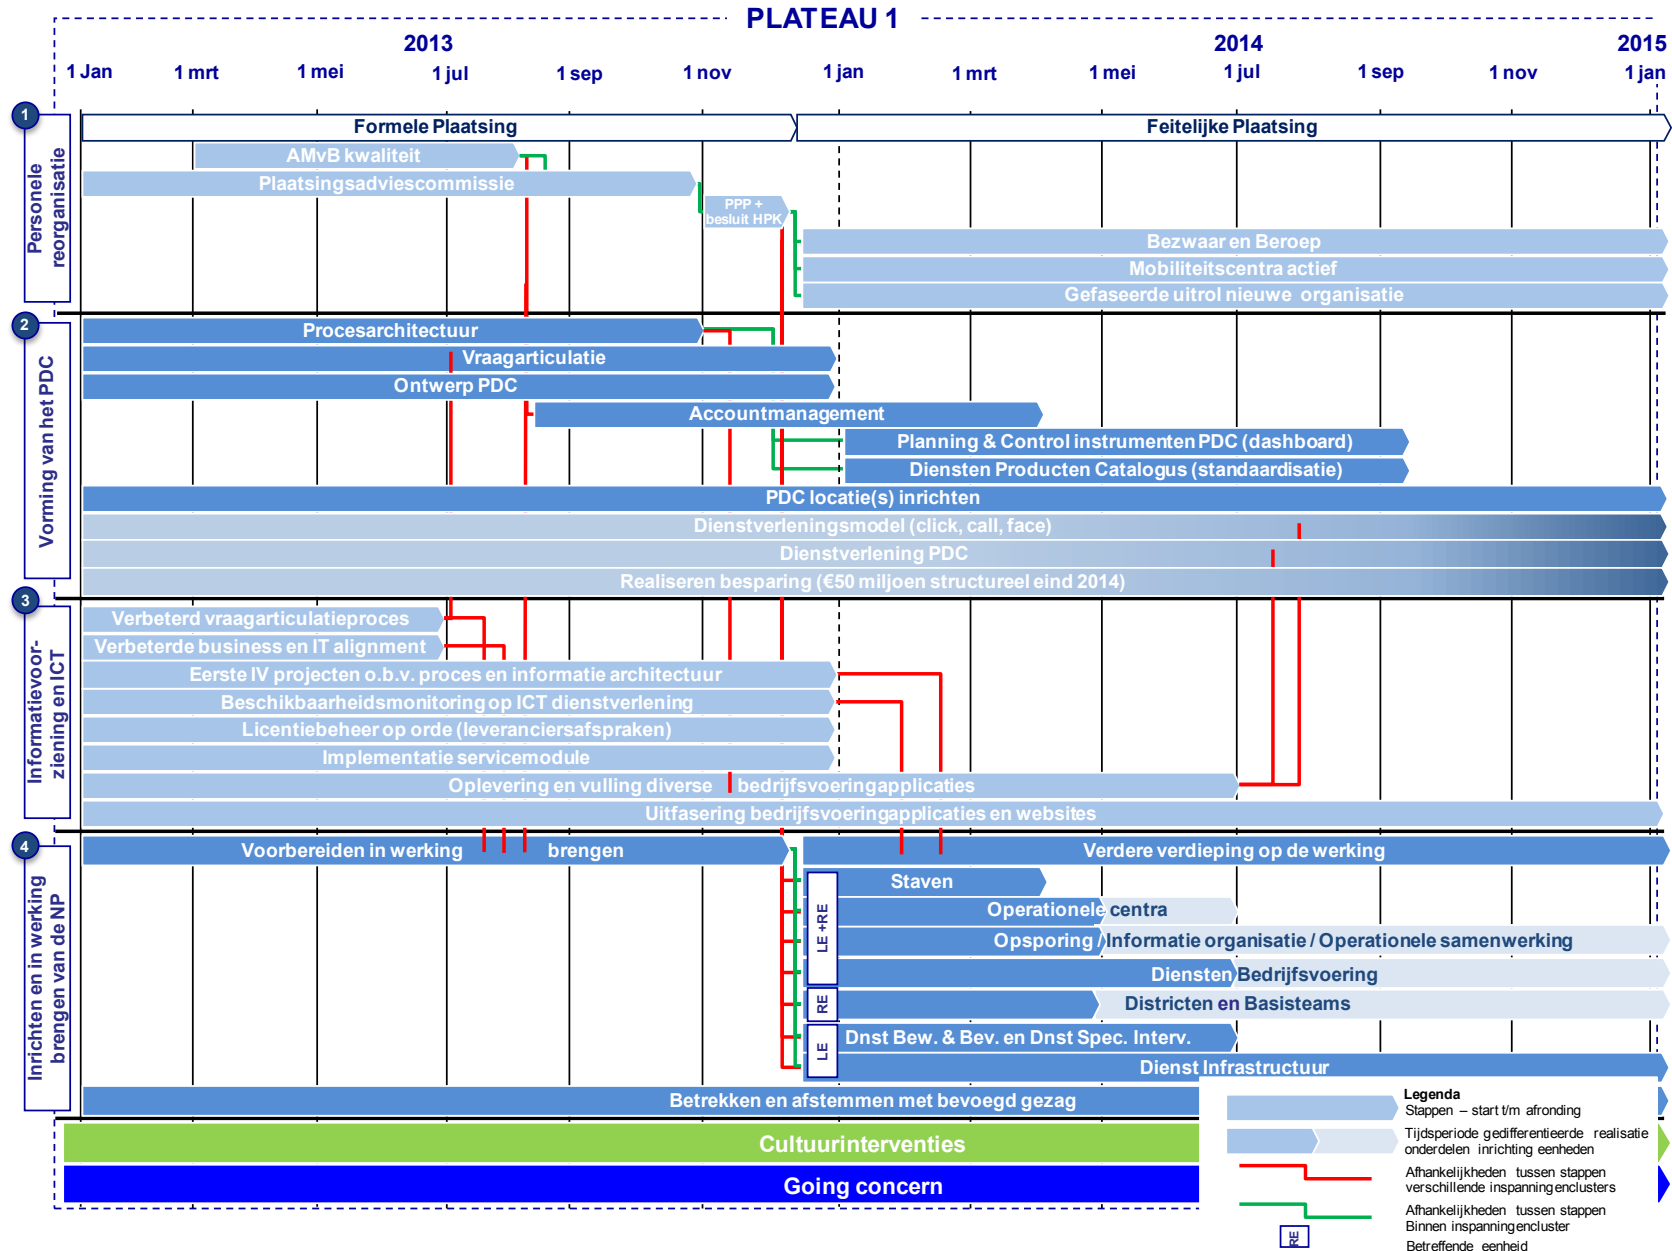 PLATEAU 1
2013
2014
2015
1 Jan
1 mrt
1 mei
1 jul
1 sep
1 nov
1 jan
1 mrt
1 mei
1 jul
1 sep
1 nov
1 jan
1
Personele
reorganisatie
Formele Plaatsing
Feitelijke Plaatsing
AMvB kwaliteit
Plaatsingsadviescommissie
PPP +
besluit HPK
Bezwaar en Beroep
Mobiliteitscentra actief
Gefaseerde uitrol nieuwe organisatie
2
Vorming van het PDC
Procesarchitectuur
Vraagarticulatie
Ontwerp PDC
Accountmanagement
Planning & Control instrumenten PDC (dashboard)
Diensten Producten Catalogus (standaardisatie)
PDC locatie(s) inrichten
Dienstverleningsmodel (click, call, face)
Dienstverlening PDC
Realiseren besparing (€50 miljoen structureel eind 2014)
3
Informatievoor-
ziening en ICT
Verbeterd vraagarticulatieproces
Verbeterde business en IT alignment
Eerste IV projecten o.b.v. proces en informatie architectuur
Beschikbaarheidsmonitoring op ICT dienstverlening
Licentiebeheer op orde (leveranciersafspraken)
Implementatie servicemodule
Oplevering en vulling diverse bedrijfsvoeringapplicaties
Uitfasering bedrijfsvoeringapplicaties en websites
4
Inrichten en in werking
brengen van de NP
Voorbereiden in werking brengen
Verdere verdieping op de werking
LE +RE
Staven
Operationele centra
Opsporing / Informatie organisatie / Operationele samenwerking
Diensten Bedrijfsvoering
RE
Districten en Basisteams
LE
Dnst Bew. & Bev. en Dnst Spec. Interv.
Dienst Infrastructuur
Betrekken en afstemmen met bevoegd gezag
Cultuurinterventies
Going concern
Legenda
Stappen – start t/m afronding
Tijdsperiode gedifferentieerde realisatie
onderdelen inrichting eenheden
Afhankelijkheden tussen stappen
verschillende inspanningenclusters
Afhankelijkheden tussen stappen
Binnen inspanningencluster
RE
Betreffende eenheid